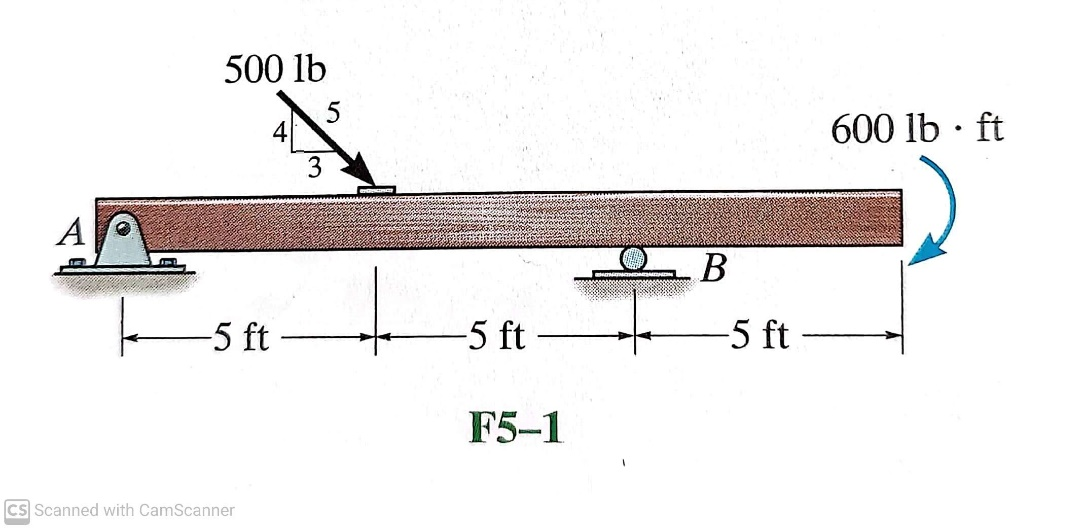 500 lb
5
4
3
600 lb · ft
A
B
5 ft
5 ft
5 ft
F5–1
CS Scanned with CamScanner